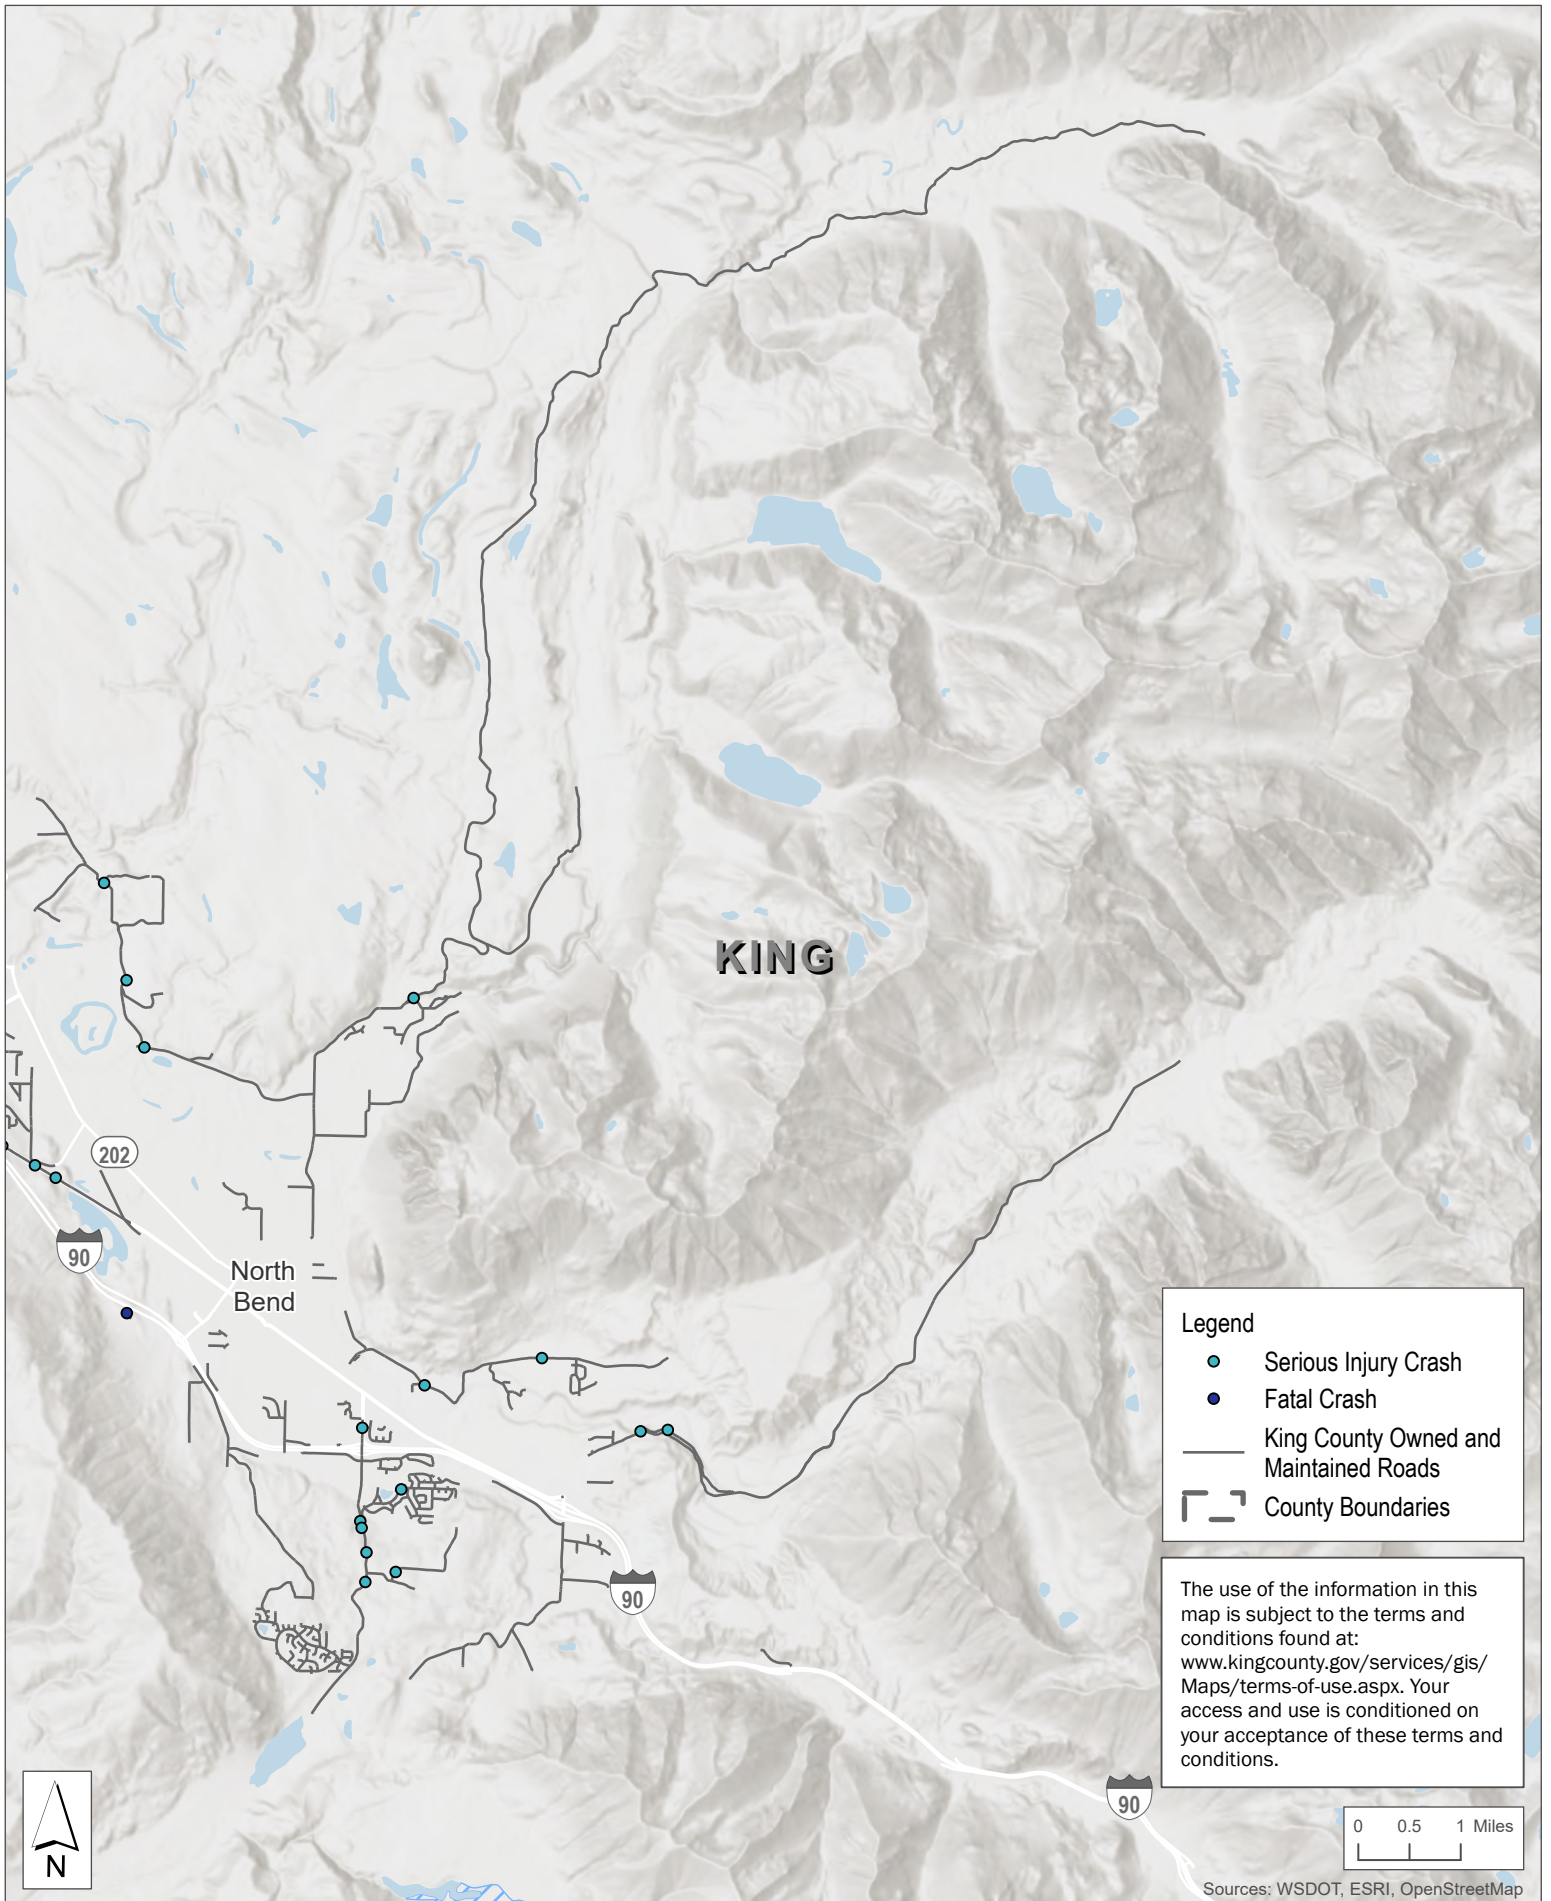 KING
202
90
North
Bend
Legend
Serious Injury Crash
Fatal Crash
King County Owned and
Maintained Roads
County Boundaries
90
The use of the information in this
map is subject to the terms and
conditions found at:
www.kingcounty.gov/services/gis/
Maps/terms-of-use.aspx. Your
access and use is conditioned on
your acceptance of these terms and
conditions.
90
N
0 0.5 1 Miles
Sources: WSDOT, ESRI, OpenStreetMap